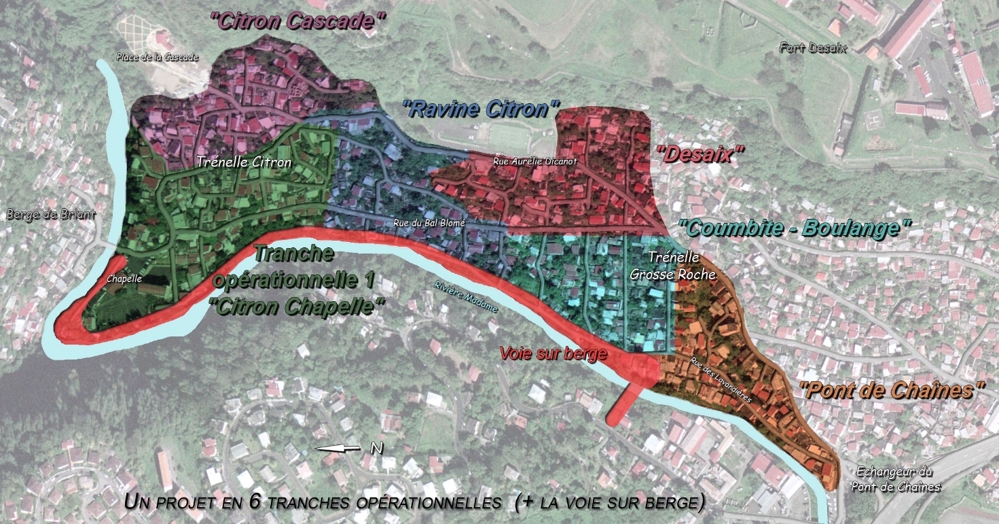 "Citron Cascade"
Place de la Cascade
Fort Desaix
"Ravine Citron"
"Desaix"
Trénelle Citron
Rue Aurélie Dicanot
Berge de Briant
Rue du Bal Blomé
"Coumbite - Boulange"
Tranche
opérationnelle 1
"Citron Chapelle"
Chapelle
Trénelle
Grosse Roche
Rivière Madame
Voie sur berge
Rue des Lavardières
"Pont de Chaînes"
N
Echangeur du
Pont de Chaînes
Un projet en 6 tranches opérationnelles (+ la voie sur berge)